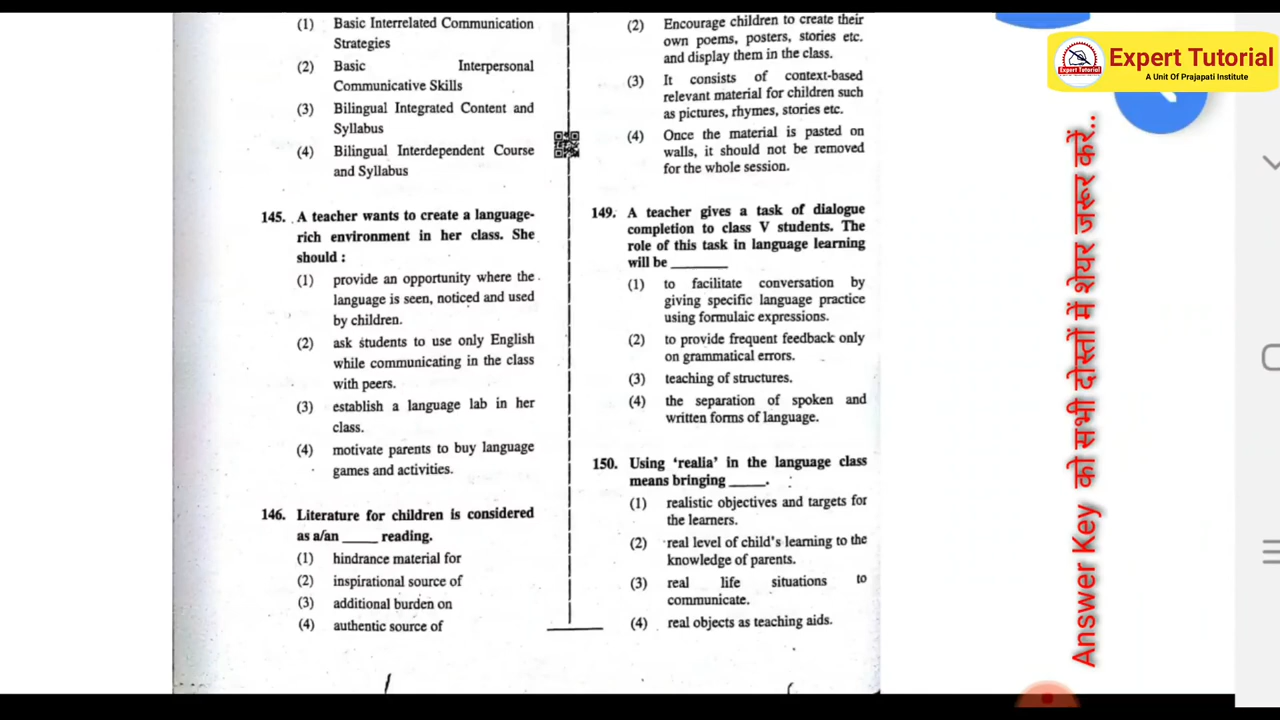 (1) Basic Interrelated Communication
Strategies
(2) Basic Interpersonal
Communicative Skills
(3) Bilingual Integrated Content and
Syllabus
(4) Bilingual Interdependent Course
and Syllabus
145. A teacher wants to create a language-
rich environment in her class. She
should :
(1) provide an opportunity where the
language is seen, noticed and used
by children.
(2) ask students to use only English
while communicating in the class
with peers.
(3) establish a language lab in her
class.
(4) motivate parents to buy language
games and activities.
146. Literature for children is considered
as a/an _____ reading.
(1) hindrance material for
(2) inspirational source of
(3) additional burden on
(4) authentic source of
(2) Encourage children to create their
own poems, posters, stories etc.
and display them in the class.
(3) It consists of context-based
relevant material for children such
as pictures, rhymes, stories etc.
(4) Once the material is pasted on
walls, it should not be removed
for the whole session.
149. A teacher gives a task of dialogue
completion to class V students. The
role of this task in language learning
will be ________
(1) to facilitate conversation by
giving specific language practice
using formulaic expressions.
(2) to provide frequent feedback only
on grammatical errors.
(3) teaching of structures.
(4) the separation of spoken and
written forms of language.
150. Using 'realia' in the language class
means bringing _____.
(1) realistic objectives and targets for
the learners.
(2) real level of child's learning to the
knowledge of parents.
(3) real life situations to
communicate.
(4) real objects as teaching aids.
Expert Tutorial
Expert Tutorial
A Unit Of Prajapati Institute
Answer Key को सभी दोस्तों में शेयर जरूर करें..